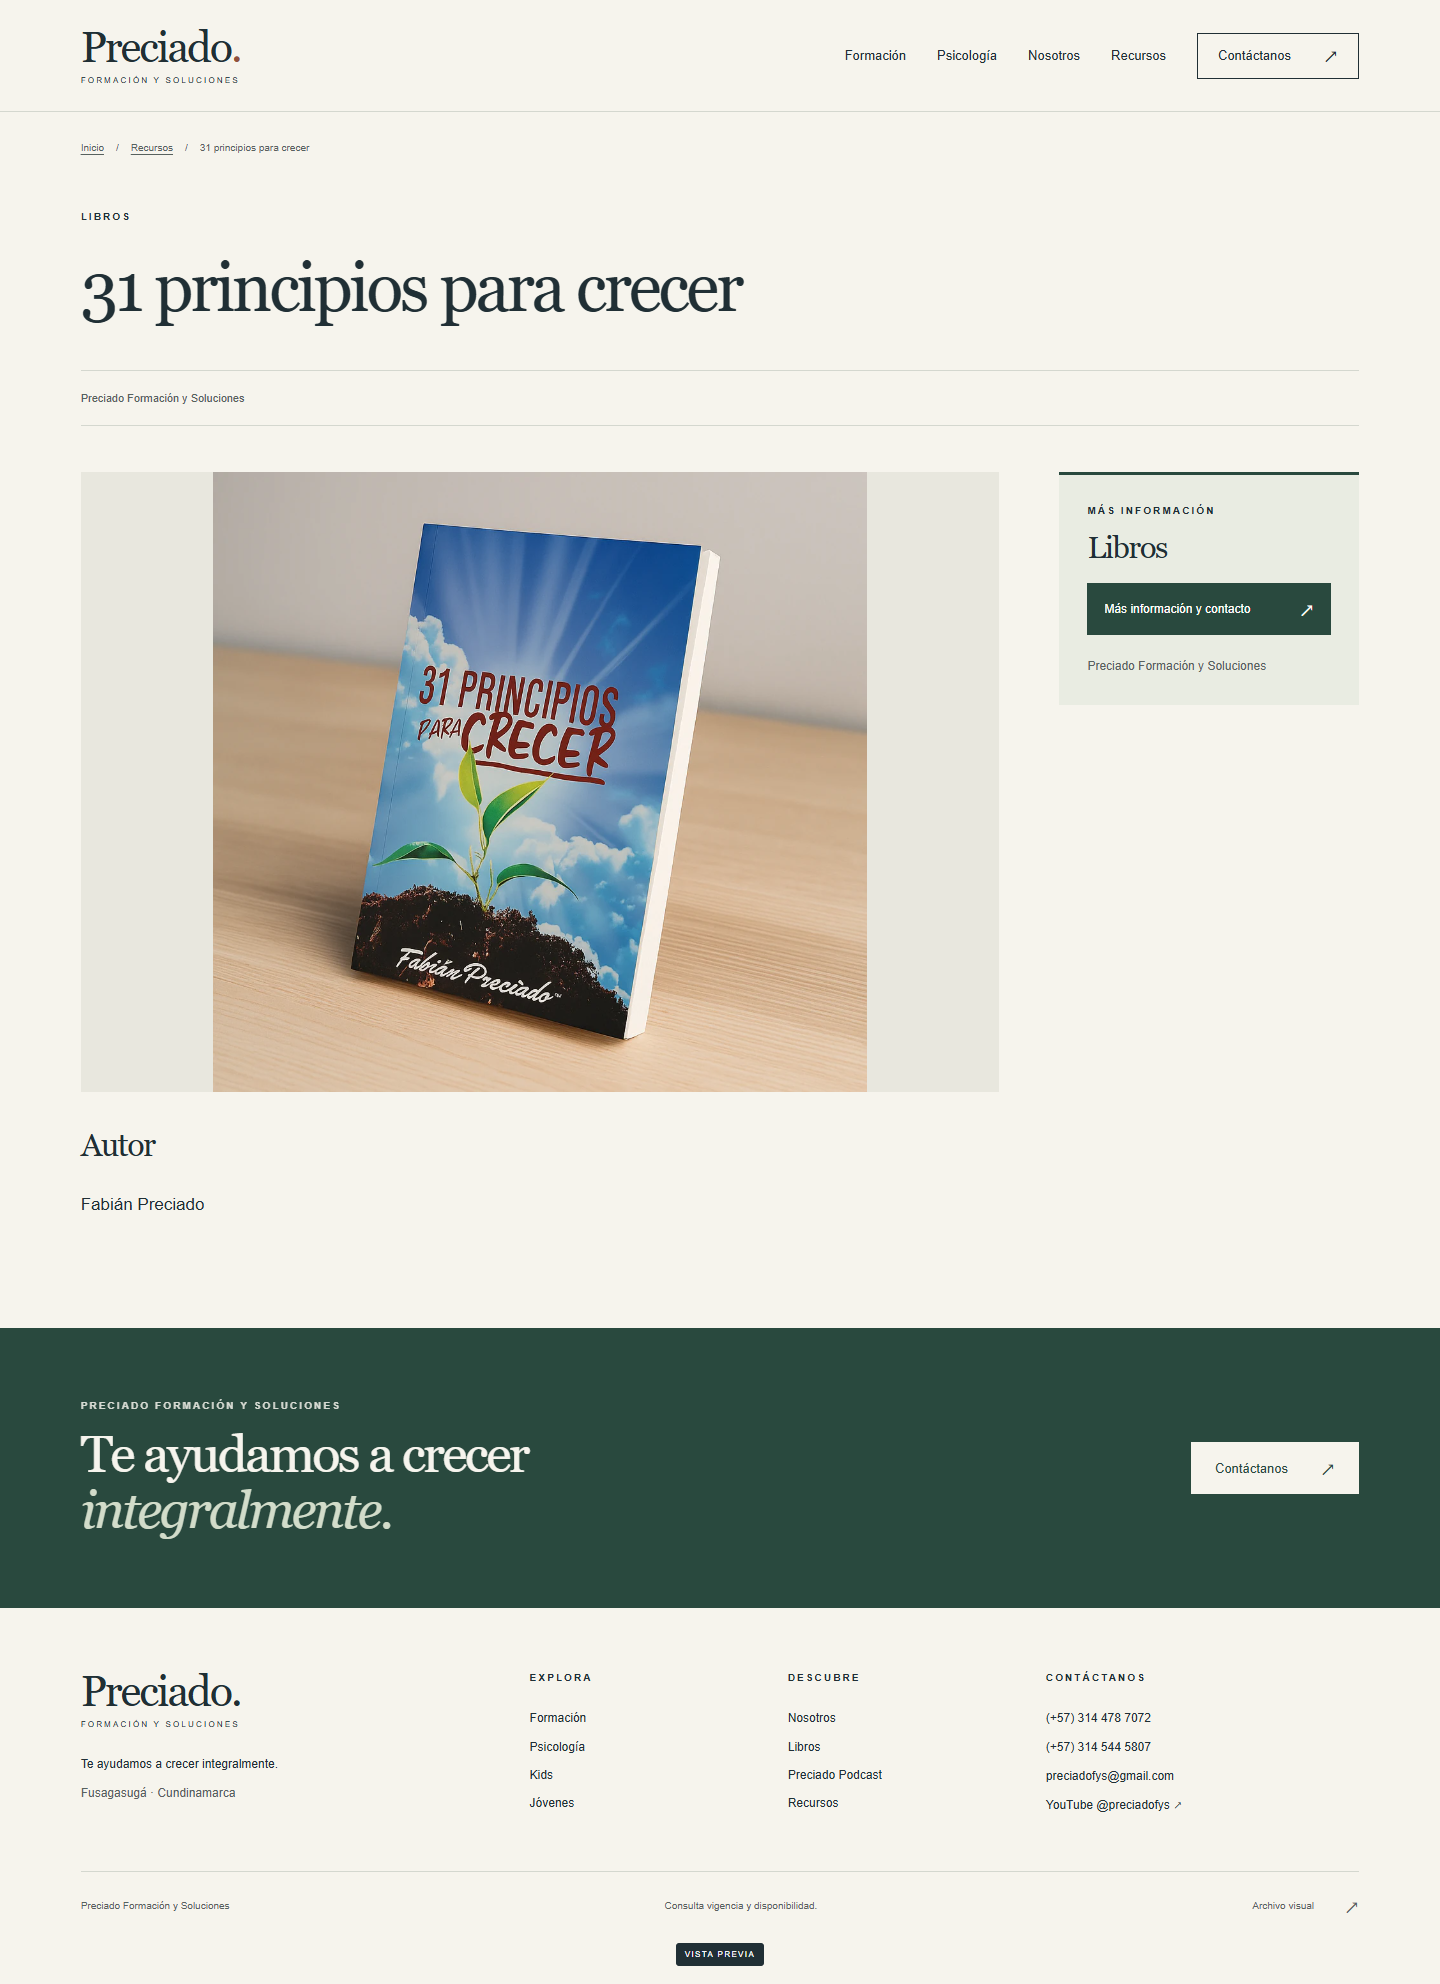 Preciado.
FORMACIÓN Y SOLUCIONES
Formación
Psicología
Nosotros
Recursos
Contáctanos ↗
Inicio / Recursos / 31 principios para crecer
LIBROS
31 principios para crecer
Preciado Formación y Soluciones
31 PRINCIPIOS
PARA CRECER
Fabián Preciado™
MÁS INFORMACIÓN
Libros
Más información y contacto ↗
Preciado Formación y Soluciones
Autor
Fabián Preciado
PRECIADO FORMACIÓN Y SOLUCIONES
Te ayudamos a crecer
integralmente.
Contáctanos ↗
Preciado.
FORMACIÓN Y SOLUCIONES
Te ayudamos a crecer integralmente.
Fusagasugá · Cundinamarca
EXPLORA
Formación
Psicología
Kids
Jóvenes
DESCUBRE
Nosotros
Libros
Preciado Podcast
Recursos
CONTÁCTANOS
(+57) 314 478 7072
(+57) 314 544 5807
preciadofys@gmail.com
YouTube @preciadofys ↗
Preciado Formación y Soluciones
Consulta vigencia y disponibilidad.
Archivo visual ↗
VISTA PREVIA